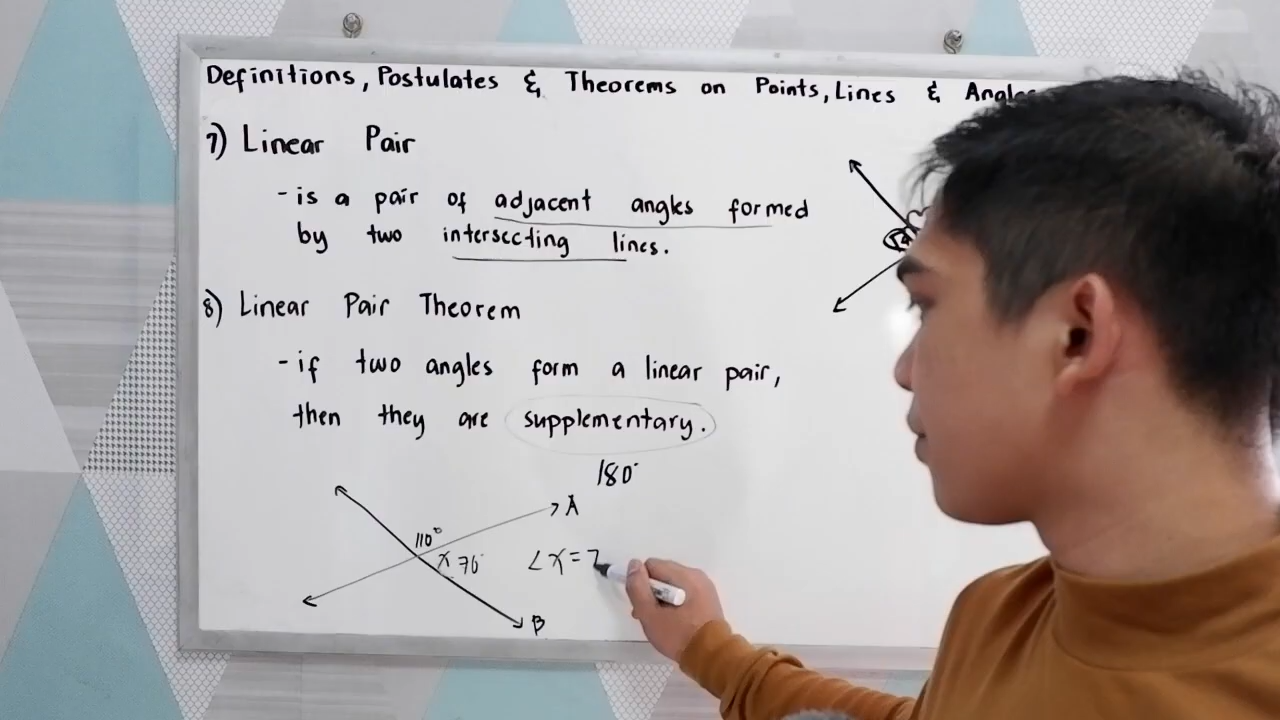 Definitions, Postulates & Theorems on Points, Lines & Angles
7) Linear Pair
- is a pair of adjacent angles formed
by two intersecting lines.
8) Linear Pair Theorem
- if two angles form a linear pair,
then they are supplementary.
180°
A
110°
x 70° ∠x = 7
B